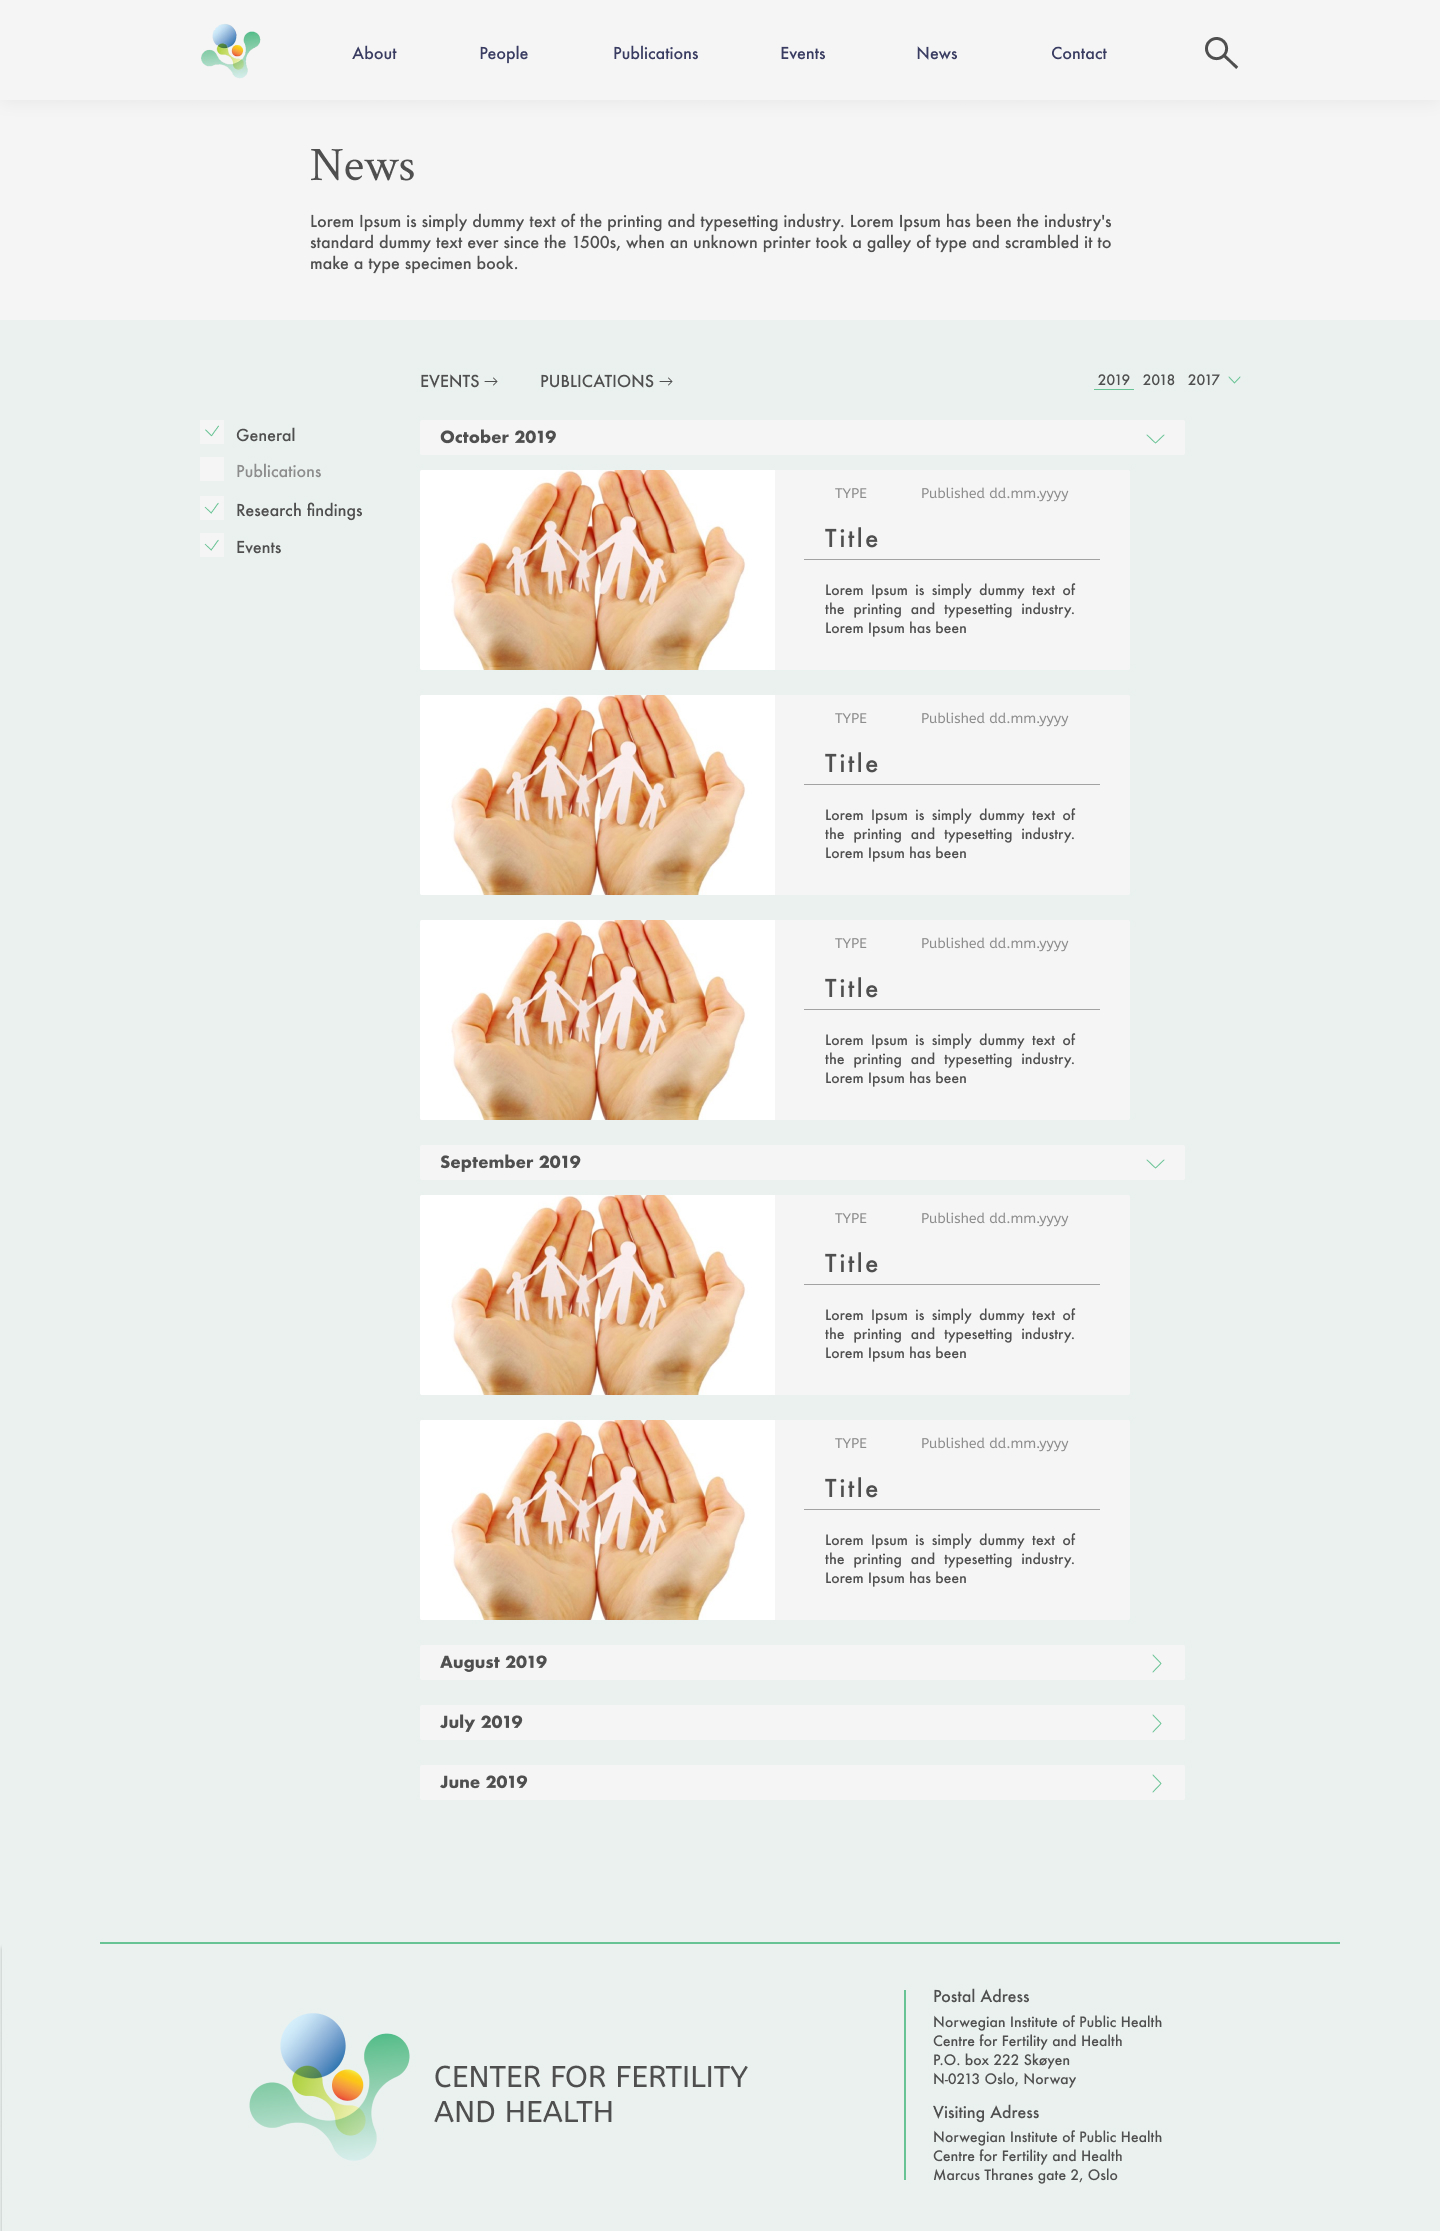 About People Publications Events News Contact
News
Lorem Ipsum is simply dummy text of the printing and typesetting industry. Lorem Ipsum has been the industry's
standard dummy text ever since the 1500s, when an unknown printer took a galley of type and scrambled it to
make a type specimen book.
EVENTS → PUBLICATIONS → 2019 2018 2017
General
Publications
Research findings
Events
October 2019
TYPE Published dd.mm.yyyy
Title
Lorem Ipsum is simply dummy text of
the printing and typesetting industry.
Lorem Ipsum has been
TYPE Published dd.mm.yyyy
Title
Lorem Ipsum is simply dummy text of
the printing and typesetting industry.
Lorem Ipsum has been
TYPE Published dd.mm.yyyy
Title
Lorem Ipsum is simply dummy text of
the printing and typesetting industry.
Lorem Ipsum has been
September 2019
TYPE Published dd.mm.yyyy
Title
Lorem Ipsum is simply dummy text of
the printing and typesetting industry.
Lorem Ipsum has been
TYPE Published dd.mm.yyyy
Title
Lorem Ipsum is simply dummy text of
the printing and typesetting industry.
Lorem Ipsum has been
August 2019
July 2019
June 2019
CENTER FOR FERTILITY
AND HEALTH
Postal Adress
Norwegian Institute of Public Health
Centre for Fertility and Health
P.O. box 222 Skøyen
N-0213 Oslo, Norway
Visiting Adress
Norwegian Institute of Public Health
Centre for Fertility and Health
Marcus Thranes gate 2, Oslo